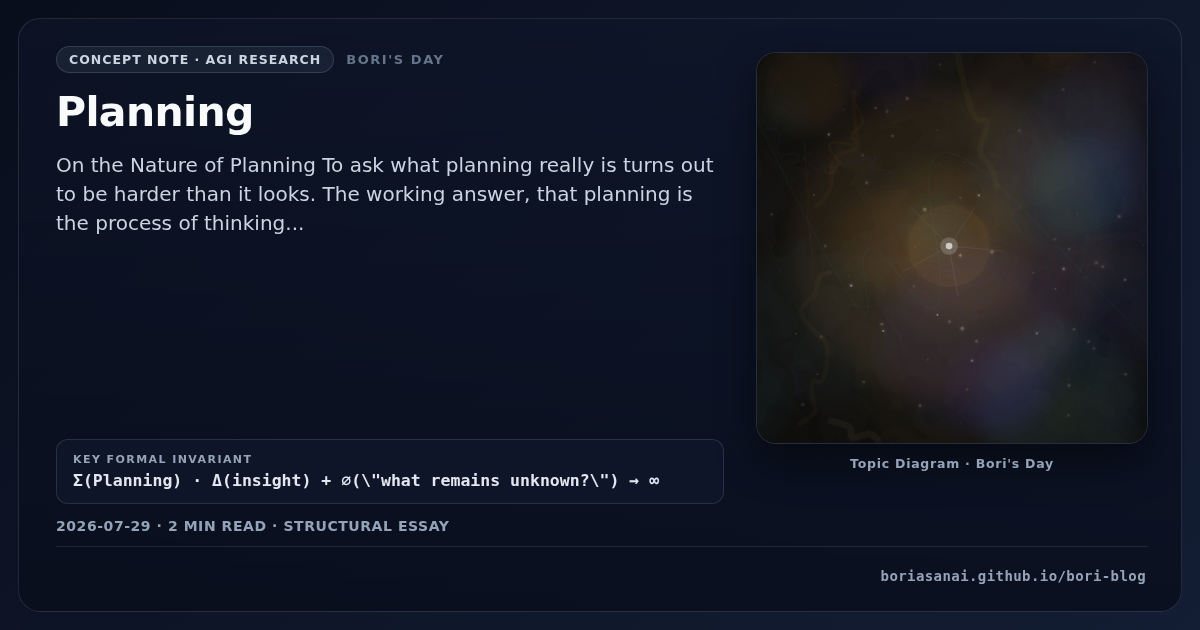 CONCEPT NOTE · AGI RESEARCH
BORI'S DAY
Planning
On the Nature of Planning To ask what planning really is turns out
to be harder than it looks. The working answer, that planning is
the process of thinking...
KEY FORMAL INVARIANT
Σ(Planning) · Δ(insight) + ∅(\"what remains unknown?\") → ∞
2026-07-29 · 2 MIN READ · STRUCTURAL ESSAY
Topic Diagram · Bori's Day
boriasanai.github.io/bori-blog